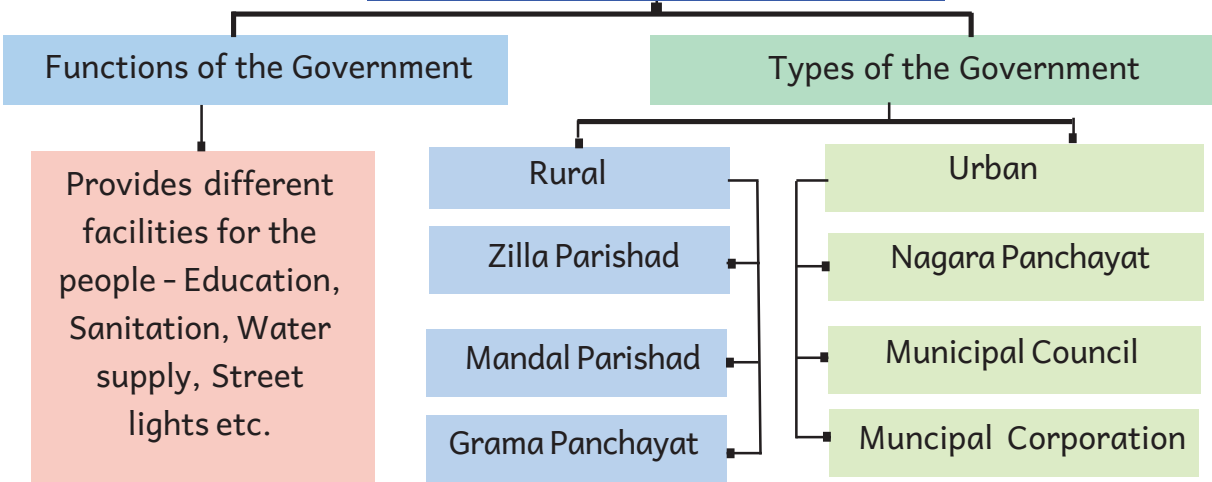 Functions of the Government
Types of the Government
Provides different
facilities for the
people - Education,
Sanitation, Water
supply, Street
lights etc.
Rural
Zilla Parishad
Mandal Parishad
Grama Panchayat
Urban
Nagara Panchayat
Municipal Council
Muncipal Corporation